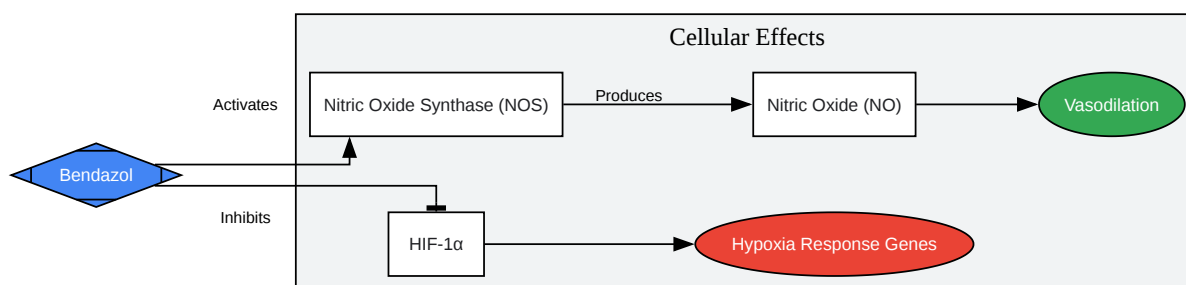 Cellular Effects
Activates
Nitric Oxide Synthase (NOS)
Produces
Nitric Oxide (NO)
Vasodilation
Bendazol
Inhibits
HIF-1α
Hypoxia Response Genes